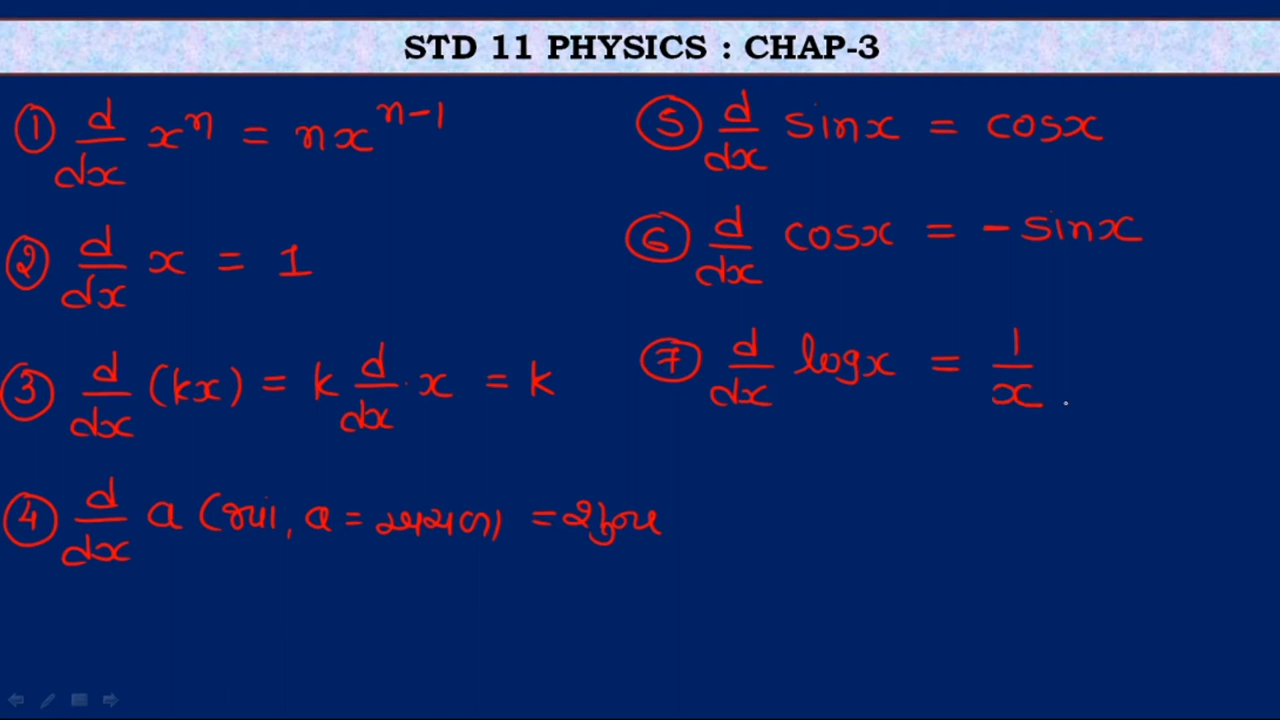 STD 11 PHYSICS : CHAP-3
① d/dx xⁿ = nxⁿ⁻¹
② d/dx x = 1
③ d/dx (kx) = k d/dx · x = k
④ d/dx a (જ્યાં, a = અચળ) = શૂન્ય
⑤ d/dx sinx = cosx
⑥ d/dx cosx = - sinx
⑦ d/dx logx = 1/x